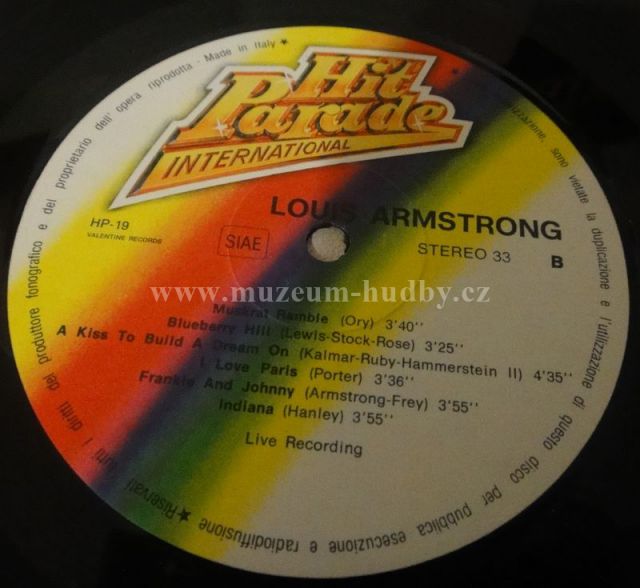 Hit
Parade
INTERNATIONAL
HP-19
VALENTINE RECORDS
SIAE
LOUIS ARMSTRONG
STEREO 33
B
www.muzeum-hudby.cz
Muskrat Ramble (Ory) 3'40''
Blueberry Hill (Lewis-Stock-Rose) 3'25''
A Kiss To Build A Dream On (Kalmar-Ruby-Hammerstein II) 4'35''
I Love Paris (Porter) 3'36''
Frankie And Johnny (Armstrong-Frey) 3'55''
Indiana (Hanley) 3'55''
Live Recording
★ Riservati tutti i diritti del produttore fonografico e del proprietario dell' opera riprodotta - Made in Italy ★
sono vietate la duplicazione e l'utilizzazione di questo disco per pubblica esecuzione e radiodiffusione